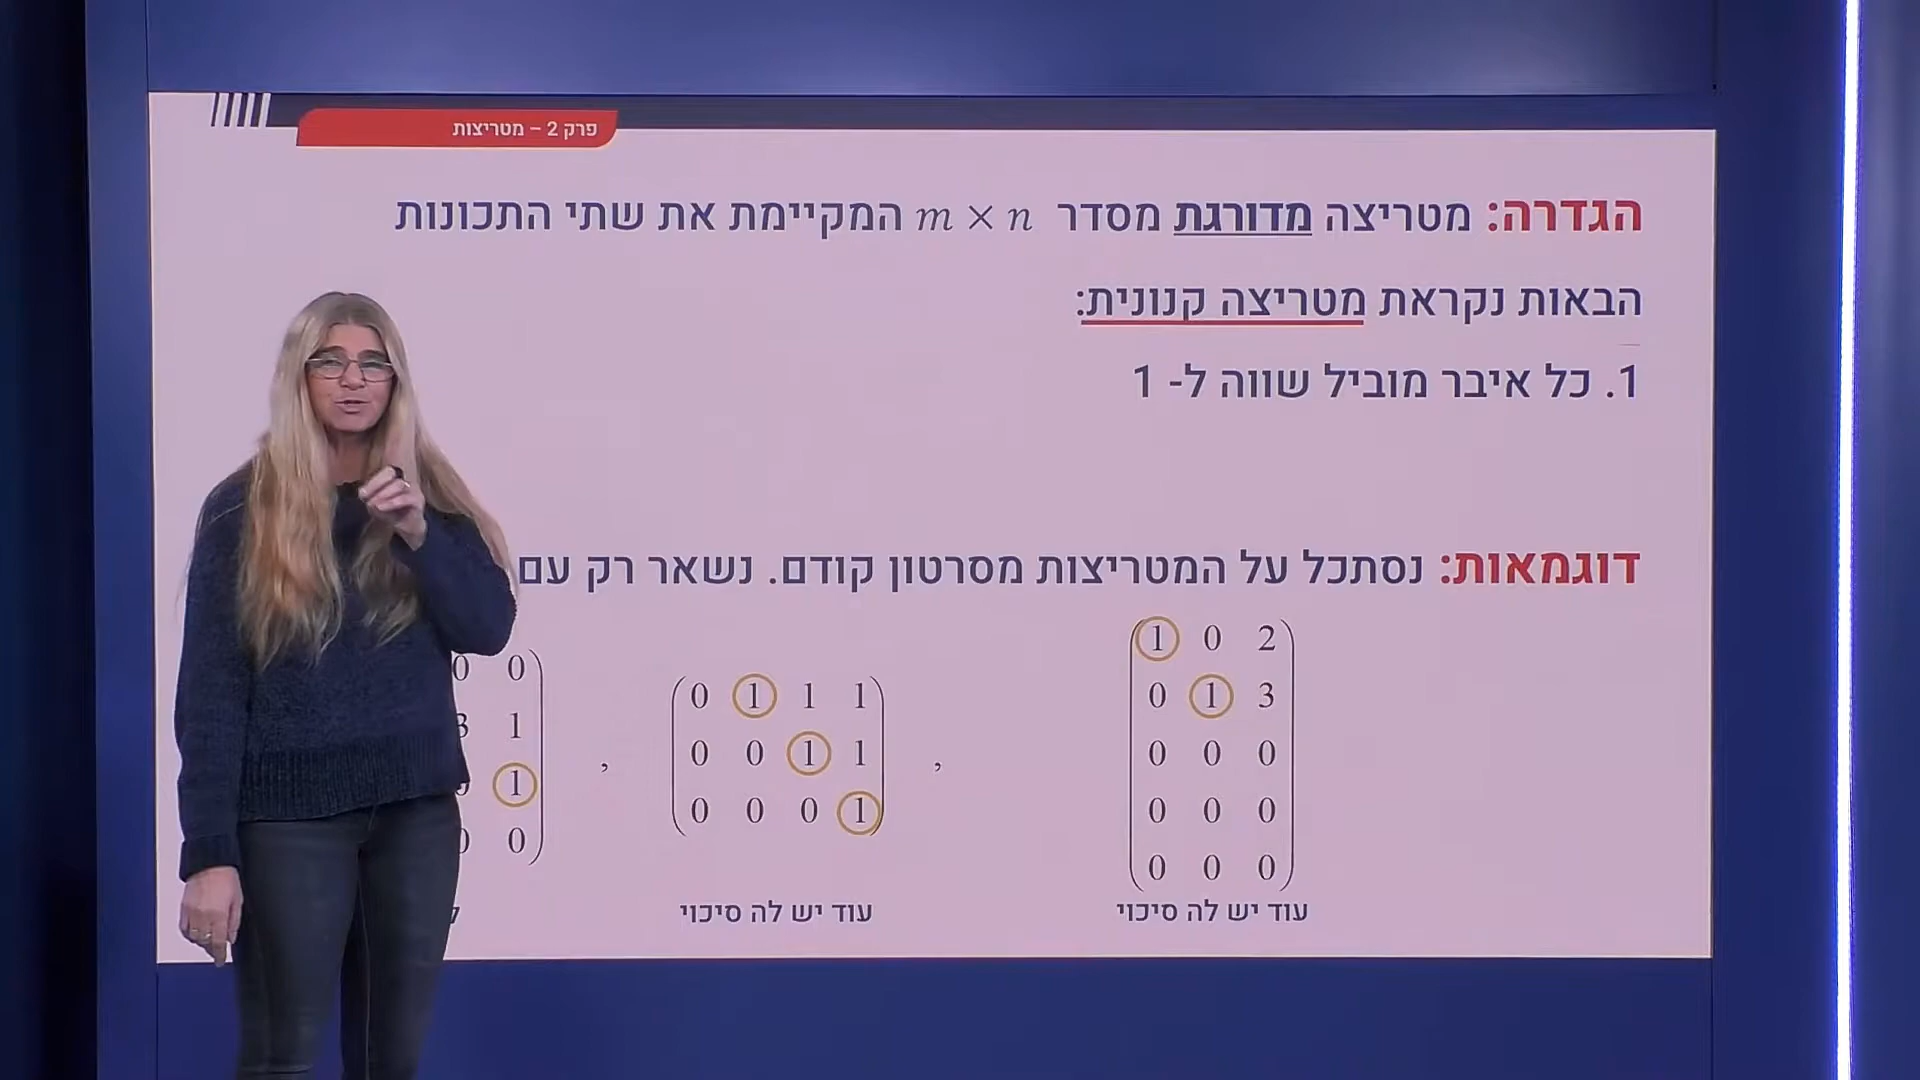 פרק 2 – מטריצות
הגדרה: מטריצה מדורגת מסדר m × n המקיימת את שתי התכונות
הבאות נקראת מטריצה קנונית:
1. כל איבר מוביל שווה ל- 1
דוגמאות: נסתכל על המטריצות מסרטון קודם. נשאר רק עם
1 0 2
0 1 3
0 0 0
0 0 0
0 0 0
עוד יש לה סיכוי
,
0 1 1 1
0 0 1 1
0 0 0 1
עוד יש לה סיכוי
,
0 0
3 1
1
0